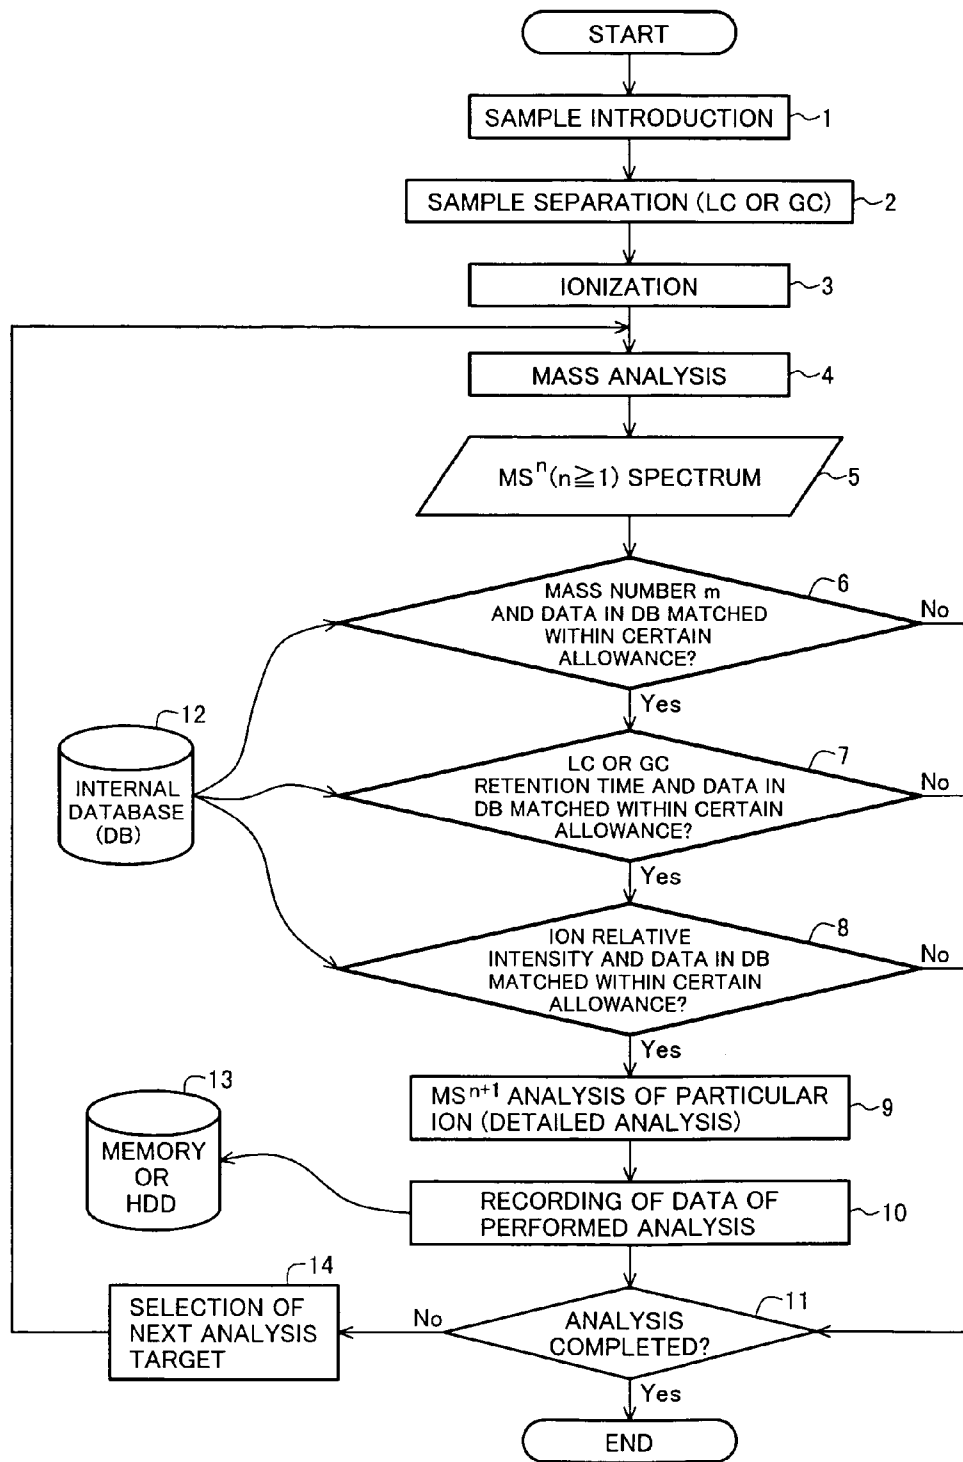 START
SAMPLE INTRODUCTION
1
SAMPLE SEPARATION (LC OR GC)
2
IONIZATION
3
MASS ANALYSIS
4
MSⁿ(n≧1) SPECTRUM
5
MASS NUMBER m
AND DATA IN DB MATCHED
WITHIN CERTAIN
ALLOWANCE?
6
No
Yes
12
INTERNAL
DATABASE
(DB)
LC OR GC
RETENTION TIME AND DATA IN
DB MATCHED WITHIN CERTAIN
ALLOWANCE?
7
No
Yes
ION RELATIVE
INTENSITY AND DATA IN DB
MATCHED WITHIN CERTAIN
ALLOWANCE?
8
No
Yes
MSⁿ⁺¹ ANALYSIS OF PARTICULAR
ION (DETAILED ANALYSIS)
9
13
MEMORY
OR
HDD
RECORDING OF DATA OF
PERFORMED ANALYSIS
10
14
SELECTION OF
NEXT ANALYSIS
TARGET
No
ANALYSIS
COMPLETED?
11
Yes
END